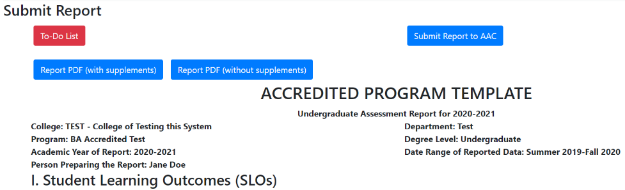 Submit Report
To-Do List
Submit Report to AAC
Report PDF (with supplements)
Report PDF (without supplements)
ACCREDITED PROGRAM TEMPLATE
Undergraduate Assessment Report for 2020-2021
College: TEST - College of Testing this System
Department: Test
Program: BA Accredited Test
Degree Level: Undergraduate
Academic Year of Report: 2020-2021
Date Range of Reported Data: Summer 2019-Fall 2020
Person Preparing the Report: Jane Doe
I. Student Learning Outcomes (SLOs)